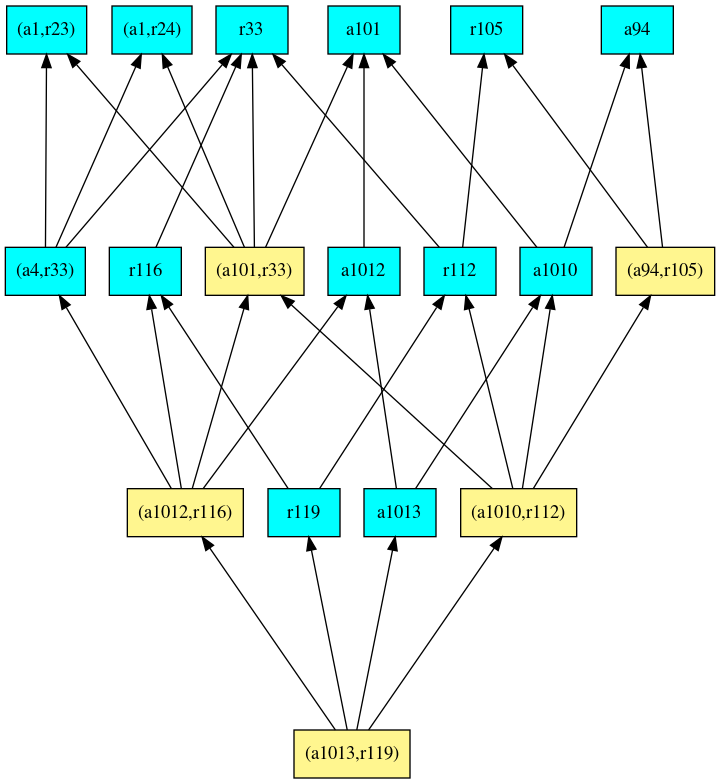 (a1,r23)
(a1,r24)
r33
a101
r105
a94
(a4,r33)
r116
(a101,r33)
a1012
r112
a1010
(a94,r105)
(a1012,r116)
r119
a1013
(a1010,r112)
(a1013,r119)